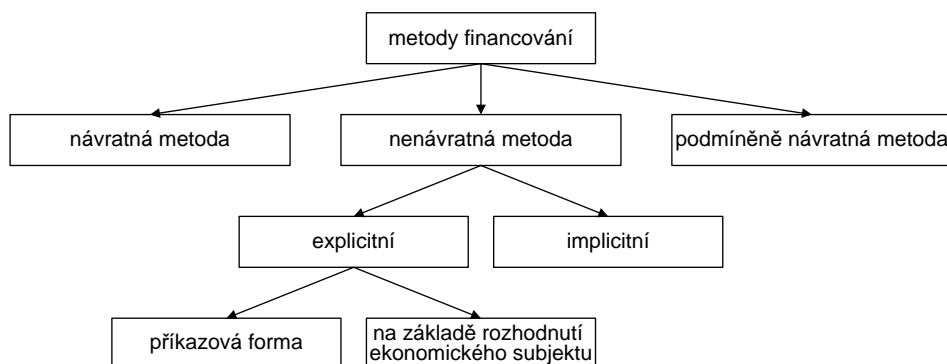 metody financování
návratná metoda
nenávratná metoda
podmíněně návratná metoda
explicitní
implicitní
příkazová forma
na základě rozhodnutí
ekonomického subjektu